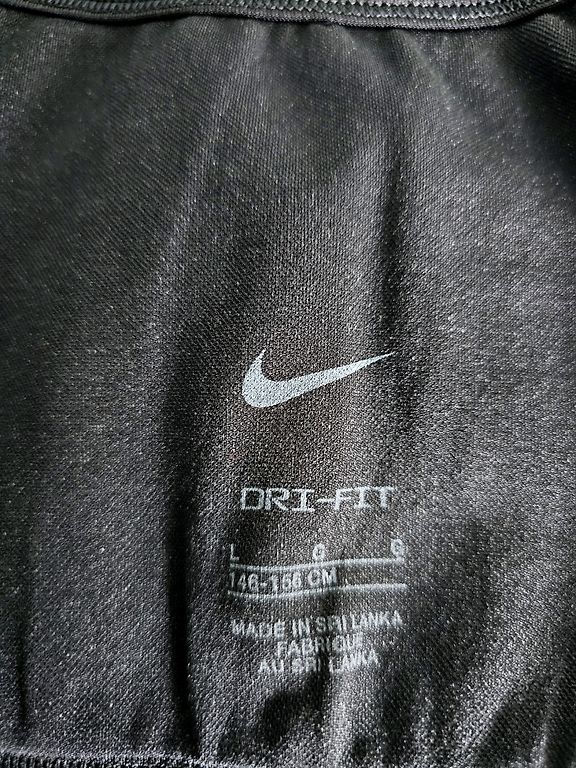 DRI-FIT
L G G
146-156 CM
MADE IN SRI LANKA
FABRIQUÉ
AU SRI LANKA